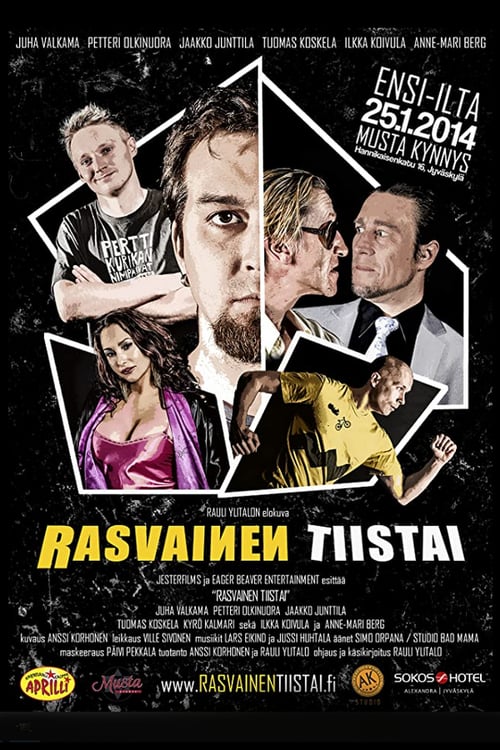 JUHA VALKAMA PETTERI OLKINUORA JAAKKO JUNTTILA TUOMAS KOSKELA ILKKA KOIVULA ANNE-MARI BERG
ENSI-ILTA
25.1.2014
MUSTA KYNNYS
Hannikaisenkatu 16, Jyväskylä
PERTTI
KURIKAN
NIMIPÄIVÄT
RAULI YLITALON elokuva
RASVAINEN TIISTAI
JESTERFILMS ja EAGER BEAVER ENTERTAINMENT esittää
"RASVAINEN TIISTAI"
JUHA VALKAMA PETTERI OLKINUORA JAAKKO JUNTTILA
TUOMAS KOSKELA KYRÖ KALMARI sekä ILKKA KOIVULA ja ANNE-MARI BERG
kuvaus ANSSI KORHONEN leikkaus VILLE SIVONEN musiikit LARS EIKIND ja JUSSI HUHTALA äänet SIMO ORPANA / STUDIO BAD MAMA
maskeeraus PÄIVI PEKKALA tuotanto ANSSI KORHONEN ja RAULI YLITALO ohjaus ja käsikirjoitus RAULI YLITALO
APRILLI
Musta
www.RASVAINENTIISTAI.fi
AK
STUDIO
SOKOS HOTEL
ALEXANDRA | JYVÄSKYLÄ